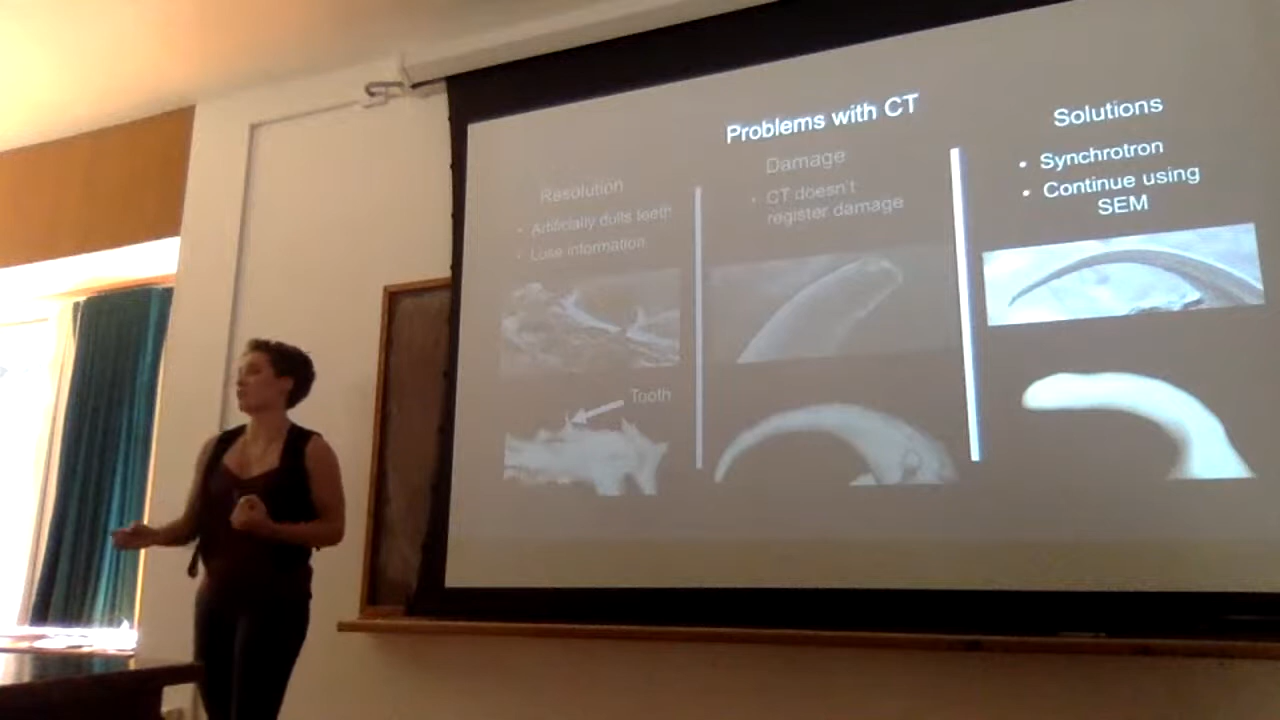 Problems with CT
Resolution
• Artificially dulls teeth
• Lose information
Tooth
Damage
• CT doesn't
register damage
Solutions
• Synchrotron
• Continue using
SEM